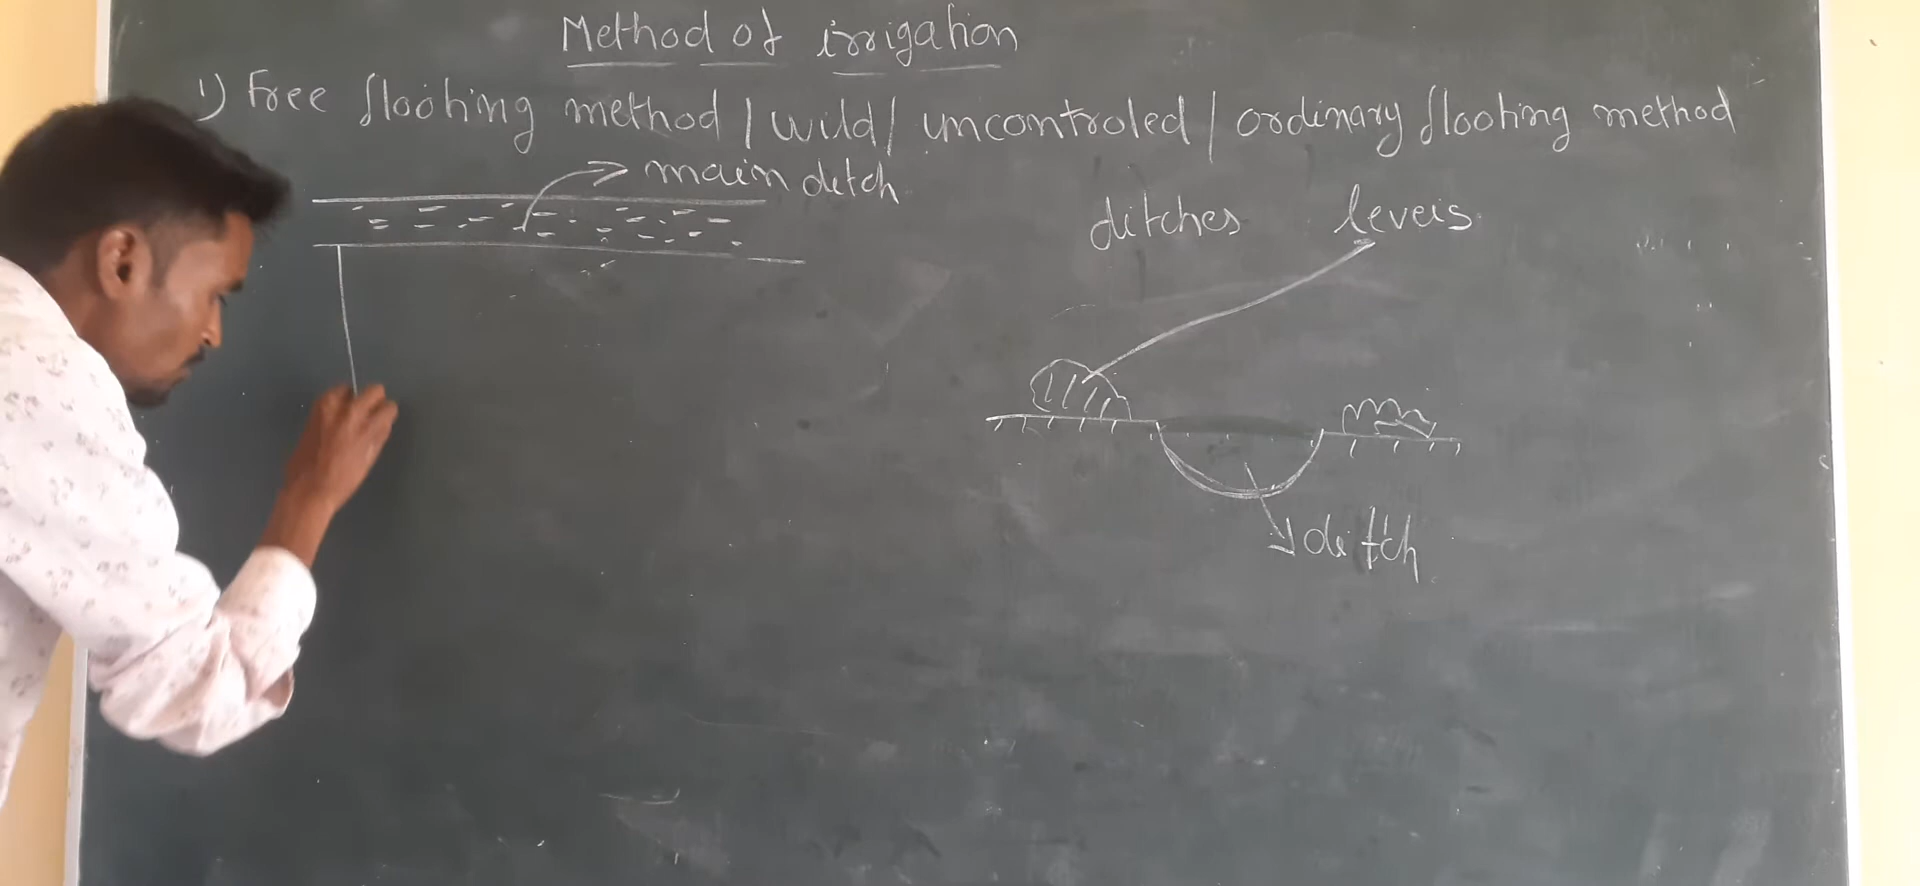 Method of irrigation
1) Free flooting method / wild / uncontroled / ordinary flooting method
main ditch
ditches leveis
ditch